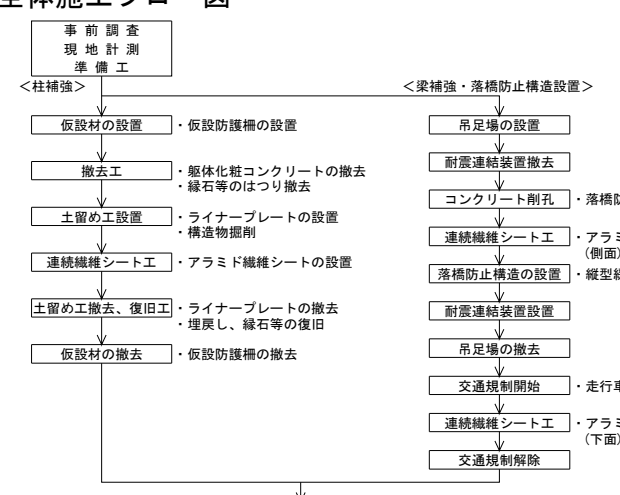 全体施工フロー図
事前調査
現地計測
準備工
<柱補強>
仮設材の設置 ・仮設防護柵の設置
撤去工 ・躯体化粧コンクリートの撤去
・縁石等のはつり撤去
土留め工設置 ・ライナープレートの設置
・構造物掘削
連続繊維シート工 ・アラミド繊維シートの設置
土留め工撤去、復旧工 ・ライナープレートの撤去
・埋戻し、縁石等の復旧
仮設材の撤去 ・仮設防護柵の撤去
<梁補強・落橋防止構造設置>
吊足場の設置
耐震連結装置撤去
コンクリート削孔 ・落橋
連続繊維シート工 ・アラミ
(側面)
落橋防止構造の設置 ・縦型
耐震連結装置設置
吊足場の撤去
交通規制開始 ・走行
連続繊維シート工 ・アラミ
(下面)
交通規制解除